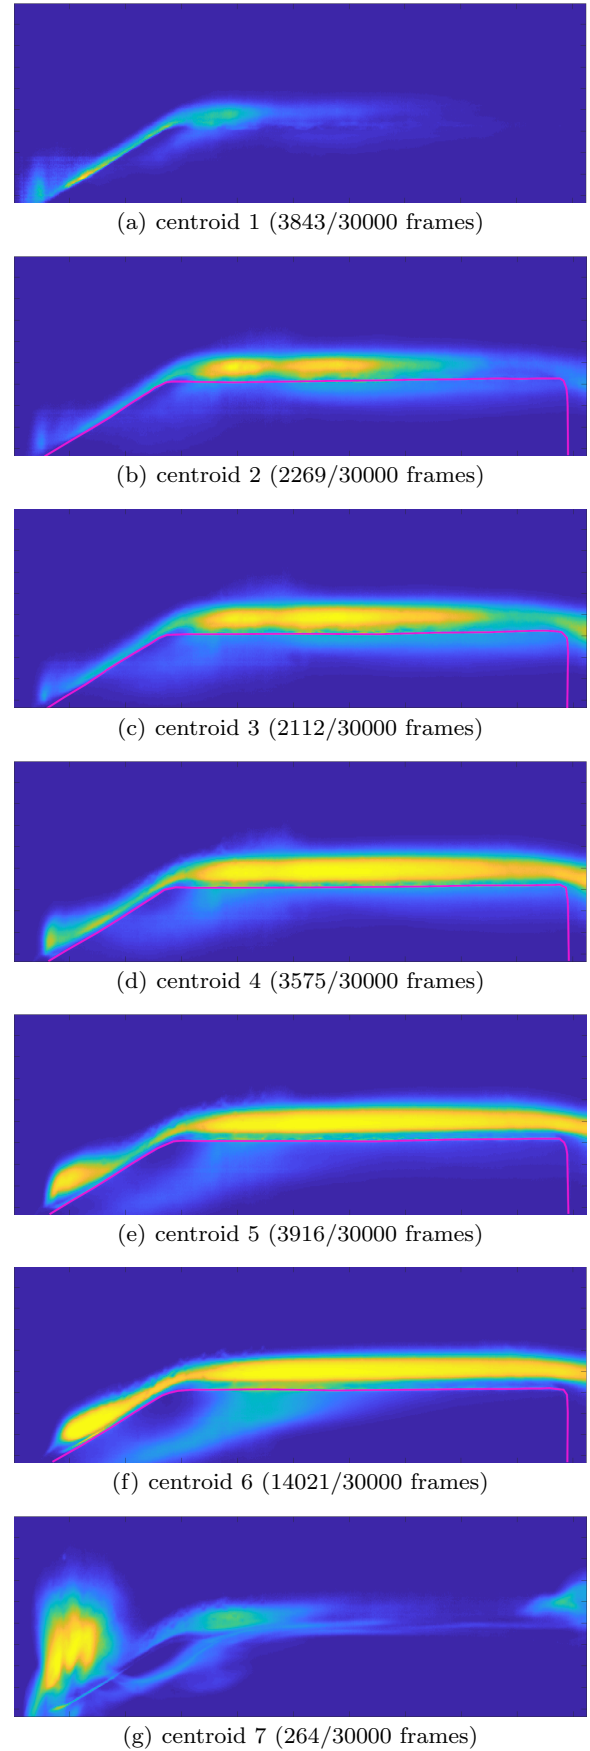 (a) centroid 1 (3843/30000 frames)
(b) centroid 2 (2269/30000 frames)
(c) centroid 3 (2112/30000 frames)
(d) centroid 4 (3575/30000 frames)
(e) centroid 5 (3916/30000 frames)
(f) centroid 6 (14021/30000 frames)
(g) centroid 7 (264/30000 frames)